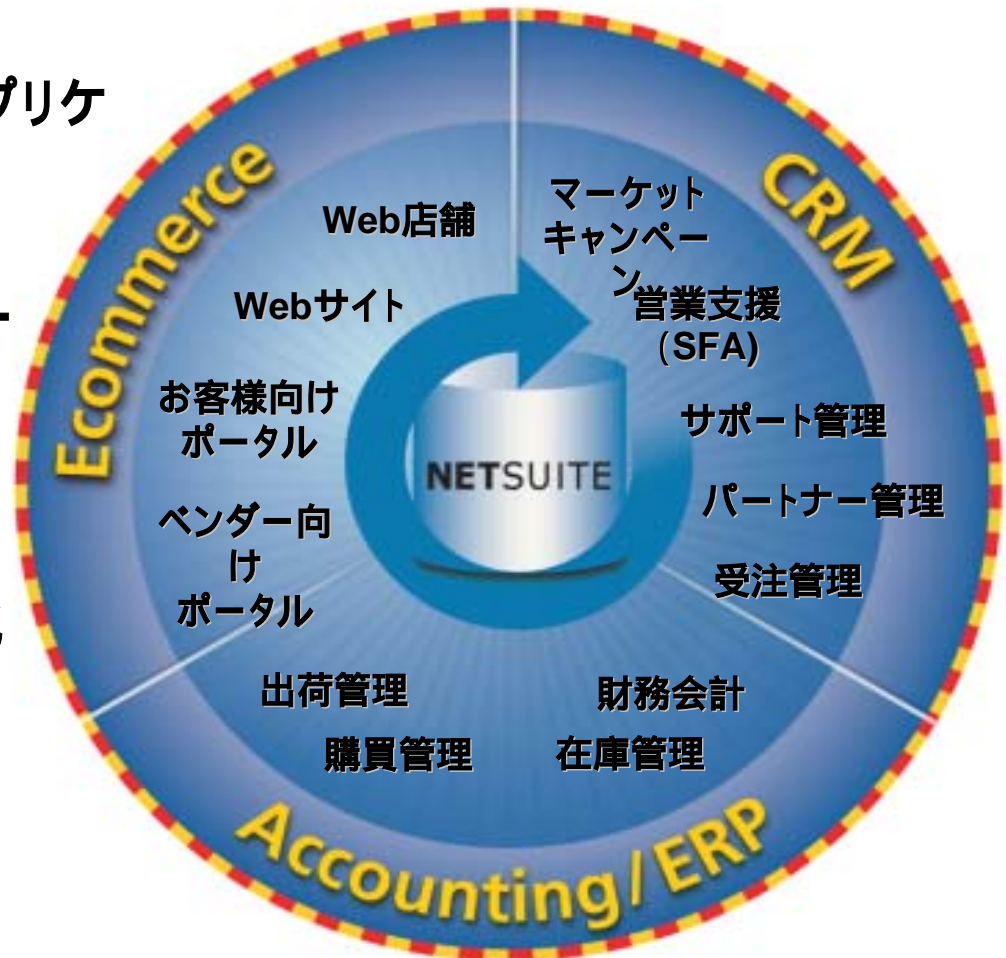 プリケ
ー
Ecommerce
Web店舗
Webサイト
お客様向け
ポータル
ベンダー向
け
ポータル
CRM
マーケット
キャンペー
ン
営業支援
(SFA)
サポート管理
パートナー管理
受注管理
NETSUITE
出荷管理
財務会計
購買管理
在庫管理
Accounting/ERP